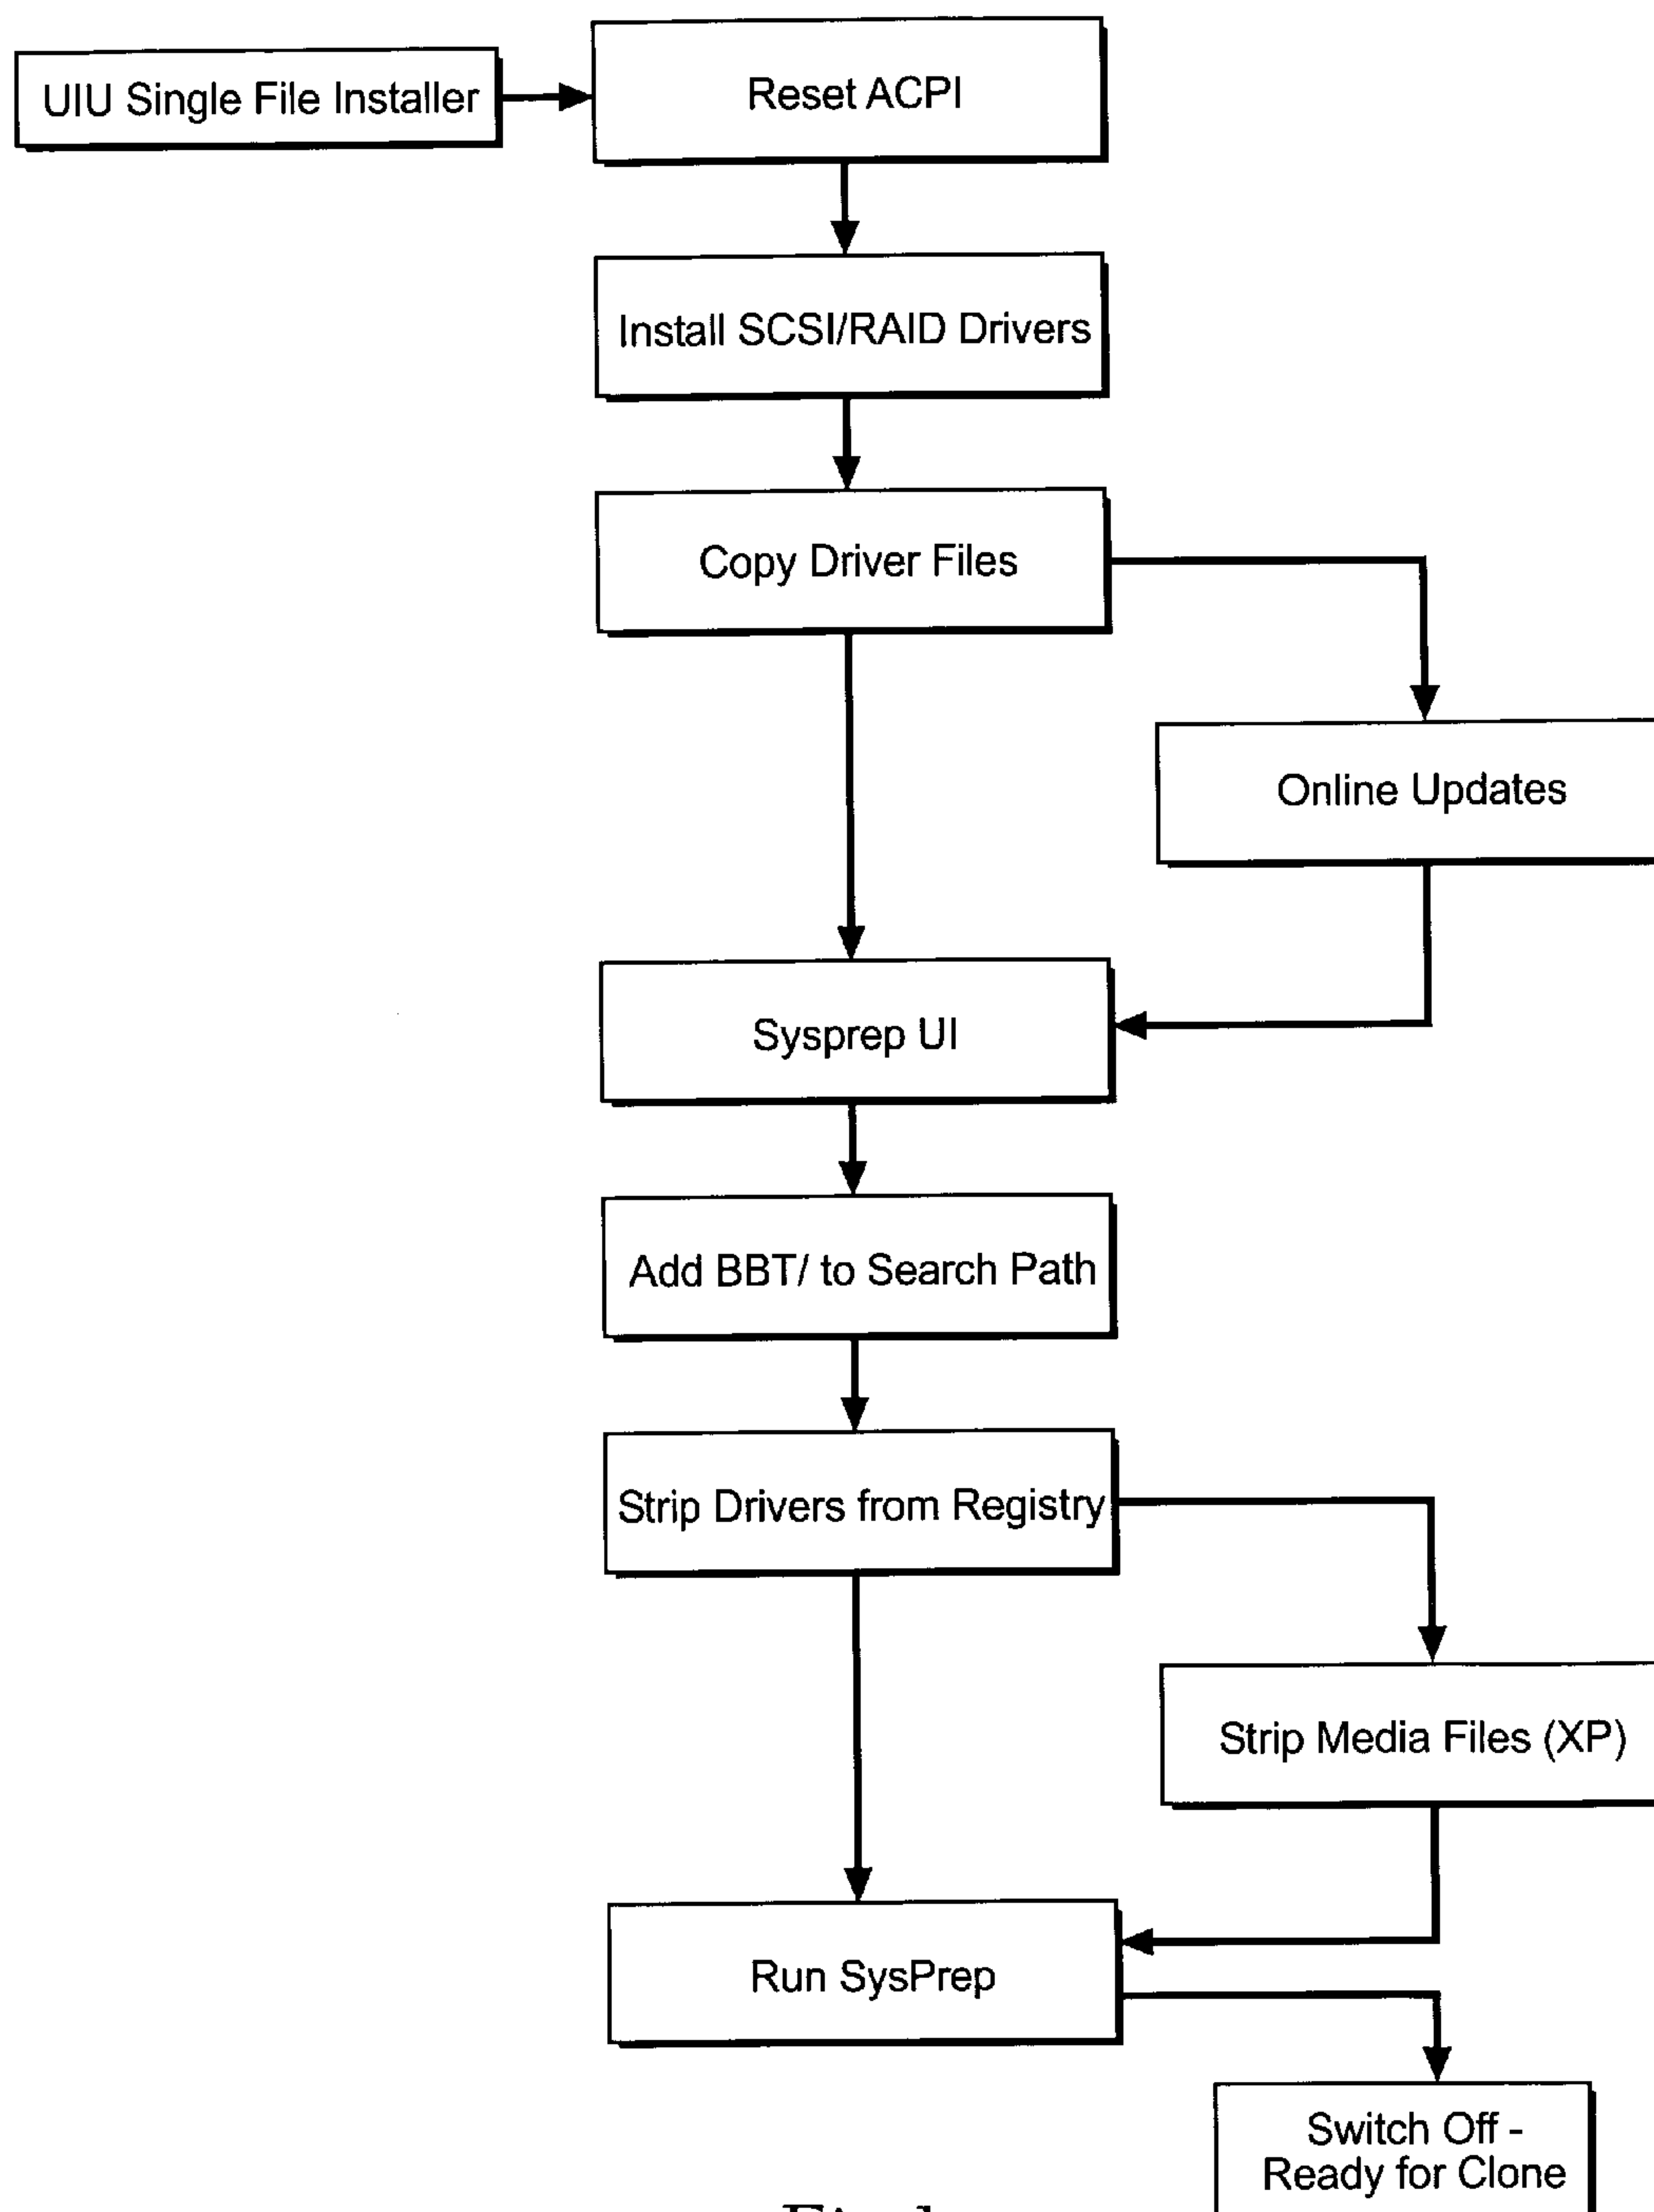 UIU Single File Installer
Reset ACPI
Install SCSI/RAID Drivers
Copy Driver Files
Online Updates
Sysprep UI
Add BBT/ to Search Path
Strip Drivers from Registry
Strip Media Files (XP)
Run SysPrep
Switch Off -
Ready for Clone